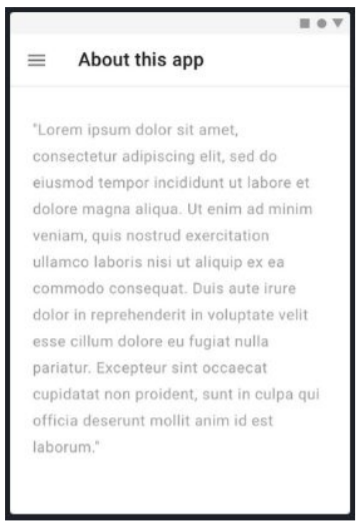 About this app
"Lorem ipsum dolor sit amet,
consectetur adipiscing elit, sed do
eiusmod tempor incididunt ut labore et
dolore magna aliqua. Ut enim ad minim
veniam, quis nostrud exercitation
ullamco laboris nisi ut aliquip ex ea
commodo consequat. Duis aute irure
dolor in reprehenderit in voluptate velit
esse cillum dolore eu fugiat nulla
pariatur. Excepteur sint occaecat
cupidatat non proident, sunt in culpa qui
officia deserunt mollit anim id est
laborum."